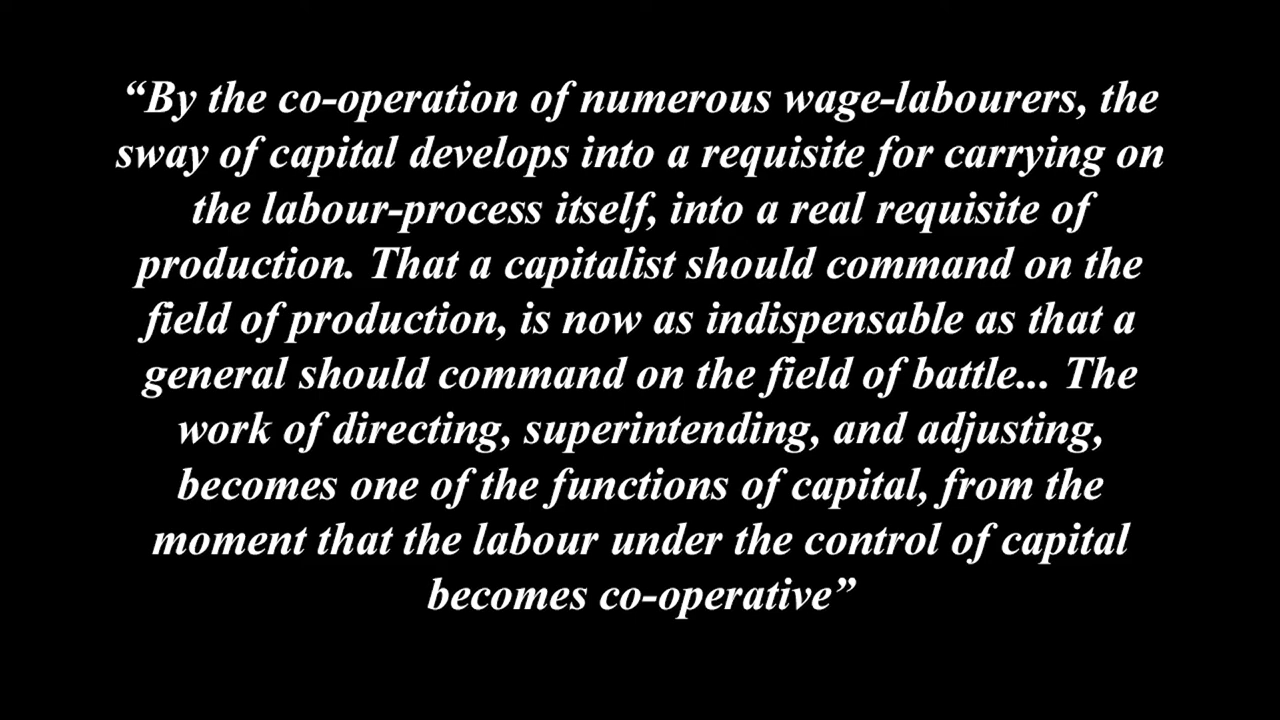 “By the co-operation of numerous wage-labourers, the
sway of capital develops into a requisite for carrying on
the labour-process itself, into a real requisite of
production. That a capitalist should command on the
field of production, is now as indispensable as that a
general should command on the field of battle... The
work of directing, superintending, and adjusting,
becomes one of the functions of capital, from the
moment that the labour under the control of capital
becomes co-operative”